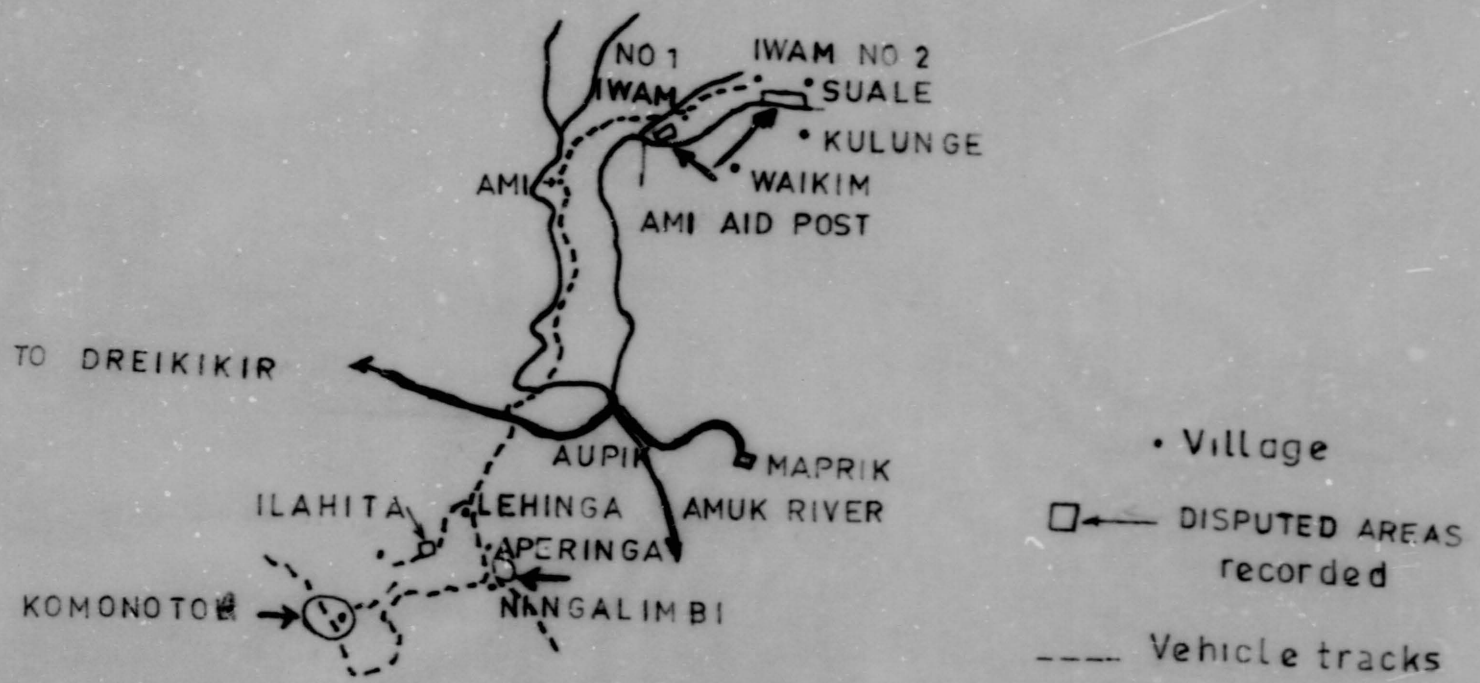 NO 1
IWAM
IWAM NO 2
SUALE
KULUNGE
AMI
WAIKIM
AMI AID POST
TO DREIKIKIR
AUPIK
MAPRIK
• Village
ILAHITA
LEHINGA
AMUK RIVER
DISPUTED AREAS
recorded
APERINGA
NINGALIMBI
Vehicle tracks